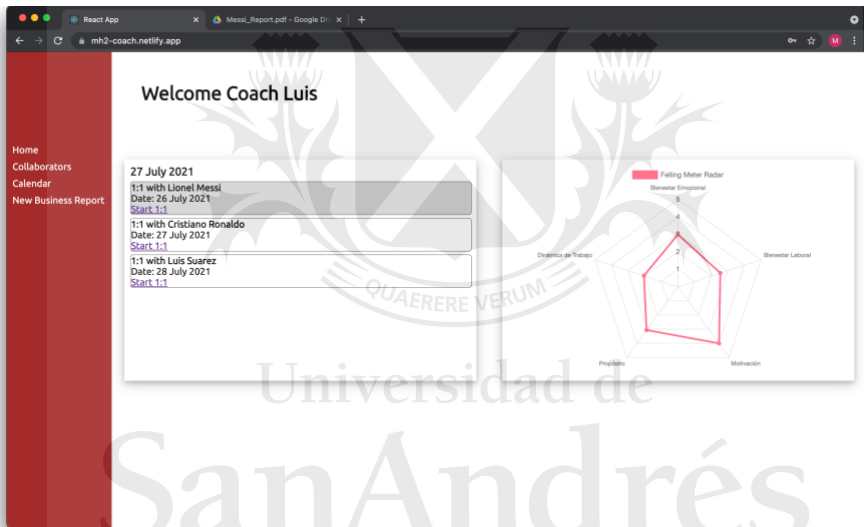 React App
Messi_Report.pdf - Google Dri
mh2-coach.netlify.app
M
Welcome Coach Luis
Home
Collaborators
Calendar
New Business Report
27 July 2021
1:1 with Lionel Messi
Date: 26 July 2021
Start 1:1
1:1 with Cristiano Ronaldo
Date: 27 July 2021
Start 1:1
1:1 with Luis Suarez
Date: 28 July 2021
Start 1:1
Felling Meter Radar
Bienestar Emocional
5
4
2
1
Dinámica de Trabajo
Bienestar Laboral
Propósito
Motivación
QUAERERE VERUM
Universidad de
SanAndrés